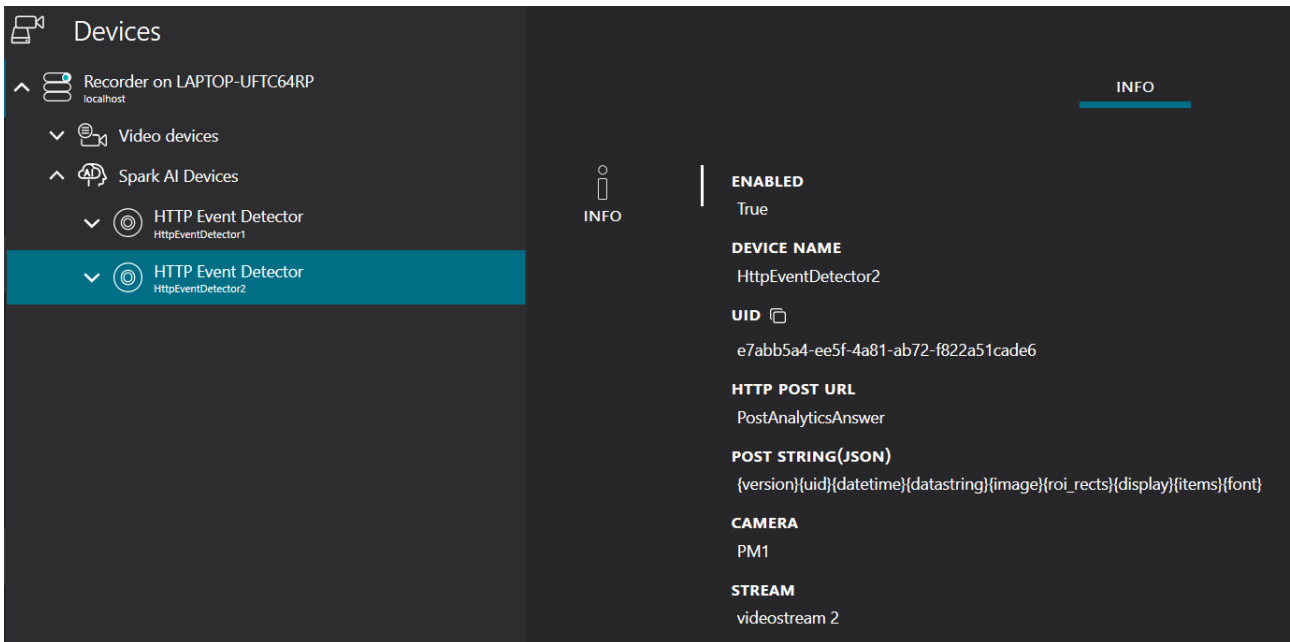 Devices
Recorder on LAPTOP-UFTC64RP
localhost
Video devices
Spark AI Devices
HTTP Event Detector
HttpEventDetector1
HTTP Event Detector
HttpEventDetector2
INFO
INFO
ENABLED
True
DEVICE NAME
HttpEventDetector2
UID
e7abb5a4-ee5f-4a81-ab72-f822a51cade6
HTTP POST URL
PostAnalyticsAnswer
POST STRING(JSON)
{version}{uid}{datetime}{datastring}{image}{roi_rects}{display}{items}{font}
CAMERA
PM1
STREAM
videostream 2